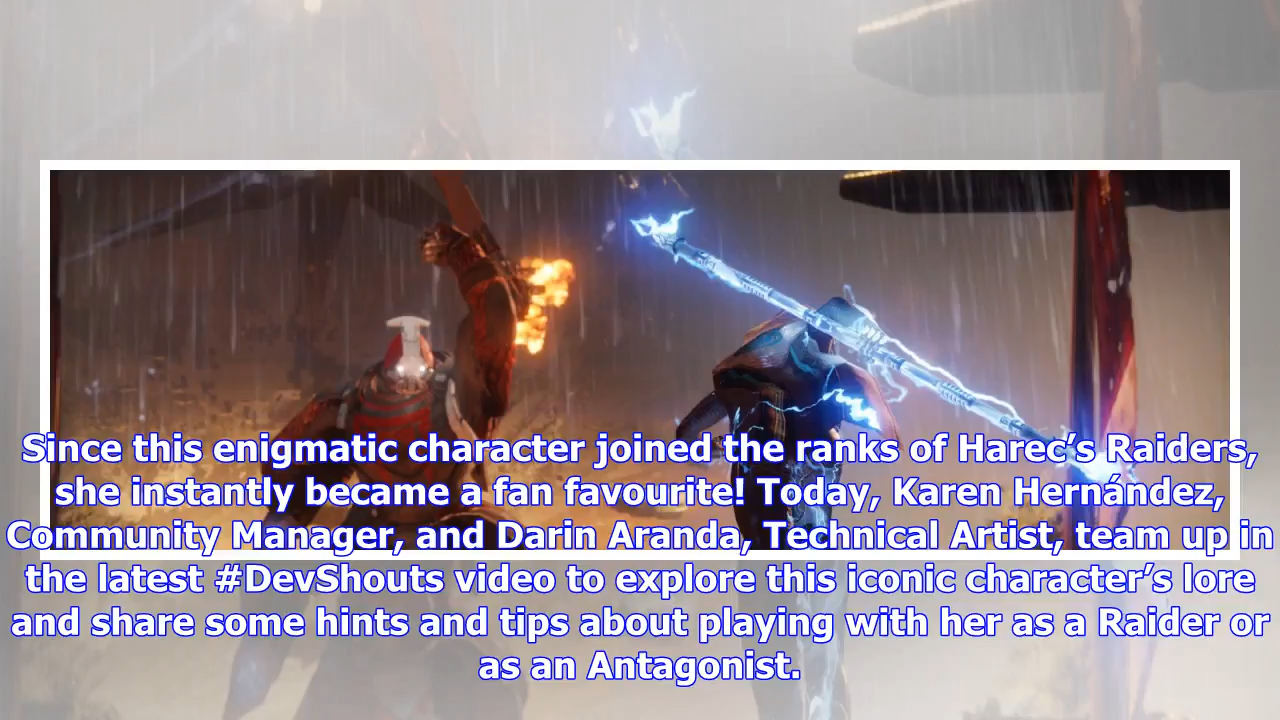 Since this enigmatic character joined the ranks of Harec’s Raiders,
she instantly became a fan favourite! Today, Karen Hernández,
Community Manager, and Darin Aranda, Technical Artist, team up in
the latest #DevShouts video to explore this iconic character’s lore
and share some hints and tips about playing with her as a Raider or
as an Antagonist.